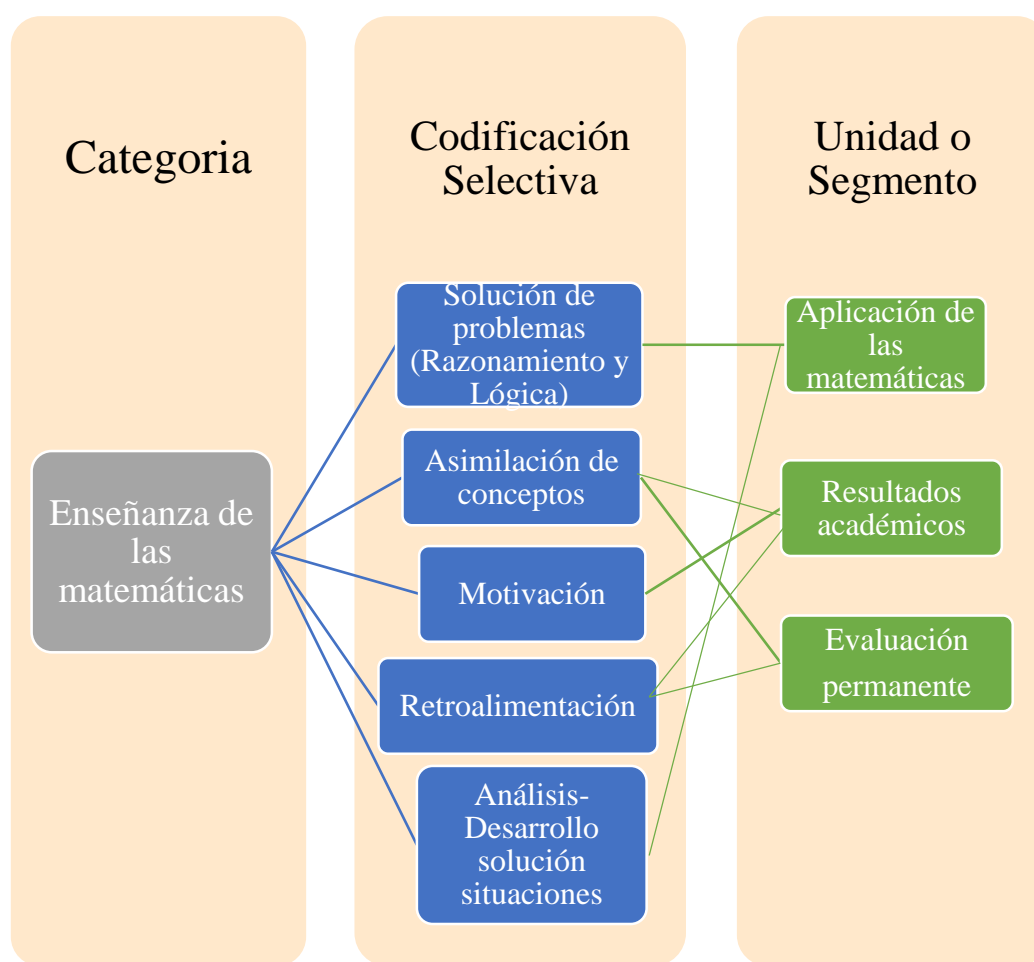 Categoria
Codificación
Selectiva
Unidad o
Segmento
Enseñanza de
las
matemáticas
Solución de
problemas
(Razonamiento y
Lógica)
Asimilación de
conceptos
Motivación
Retroalimentación
Análisis-
Desarrollo
solución
situaciones
Aplicación de
las
matemáticas
Resultados
académicos
Evaluación
permanente